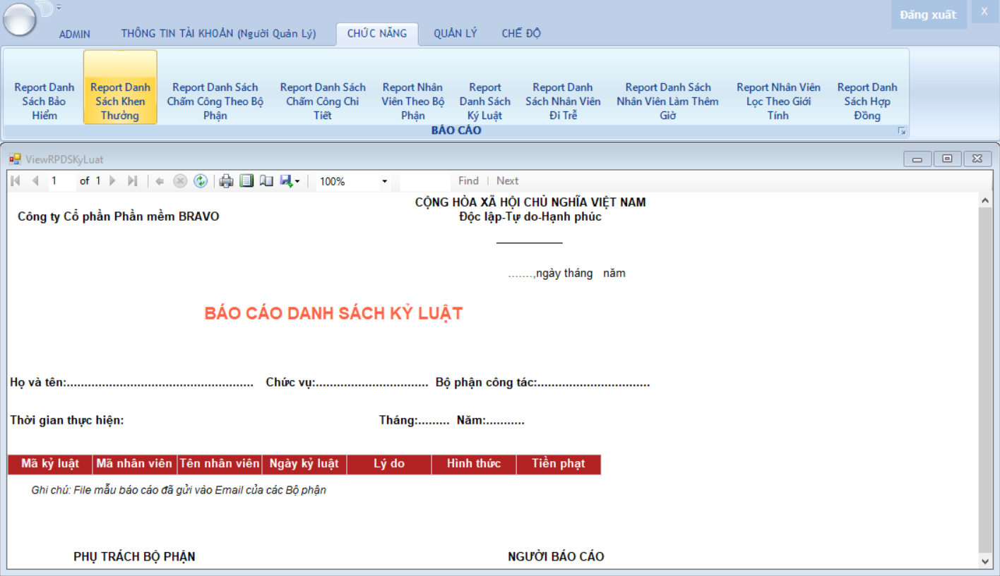 Đăng xuất X
ADMIN THÔNG TIN TÀI KHOẢN (Người Quản Lý) CHỨC NĂNG QUẢN LÝ CHẾ ĐỘ
Report Danh Sách Bảo Hiểm
Report Danh Sách Khen Thưởng
Report Danh Sách Chấm Công Theo Bộ Phận
Report Danh Sách Chấm Công Chi Tiết
Report Nhân Viên Theo Bộ Phận
Report Danh Sách Ký Luật
Report Danh Sách Nhân Viên Đi Trễ
Report Danh Sách Nhân Viên Làm Thêm Giờ
Report Nhân Viên Lọc Theo Giới Tính
Report Danh Sách Hợp Đồng
BÁO CÁO
ViewRPDSKyLuat
1 of 1 100% Find | Next
CỘNG HÒA XÃ HỘI CHỦ NGHĨA VIỆT NAM
Công ty Cổ phần Phần mềm BRAVO Độc lập-Tự do-Hạnh phúc
.......,ngày tháng năm
BÁO CÁO DANH SÁCH KỶ LUẬT
Họ và tên:..................................................... Chức vụ:................................ Bộ phận công tác:................................
Thời gian thực hiện: Tháng:......... Năm:...........
Mã kỷ luật Mã nhân viên Tên nhân viên Ngày kỷ luật Lý do Hình thức Tiền phạt
Ghi chú: File mẫu báo cáo đã gửi vào Email của các Bộ phận
PHỤ TRÁCH BỘ PHẬN NGƯỜI BÁO CÁO